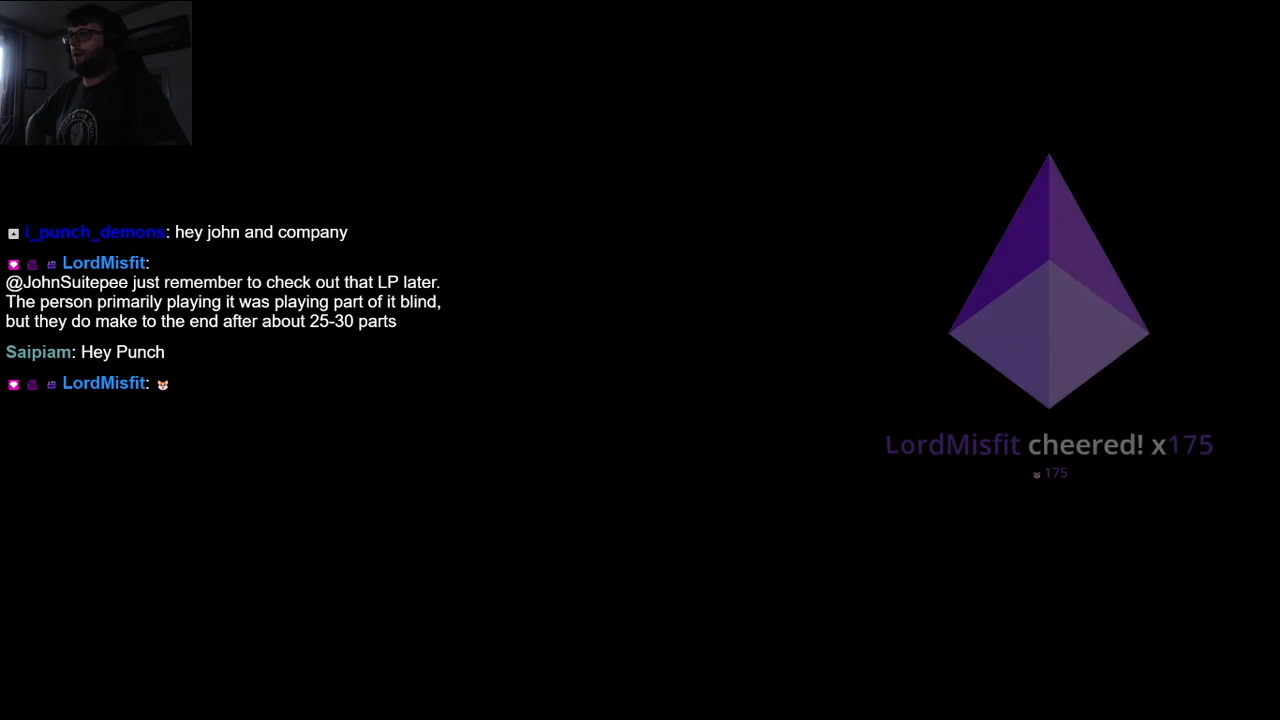 i_punch_demons: hey john and company
LordMisfit:
@JohnSuitepee just remember to check out that LP later.
The person primarily playing it was playing part of it blind,
but they do make to the end after about 25-30 parts
Saipiam: Hey Punch
LordMisfit:
LordMisfit cheered! x175
175